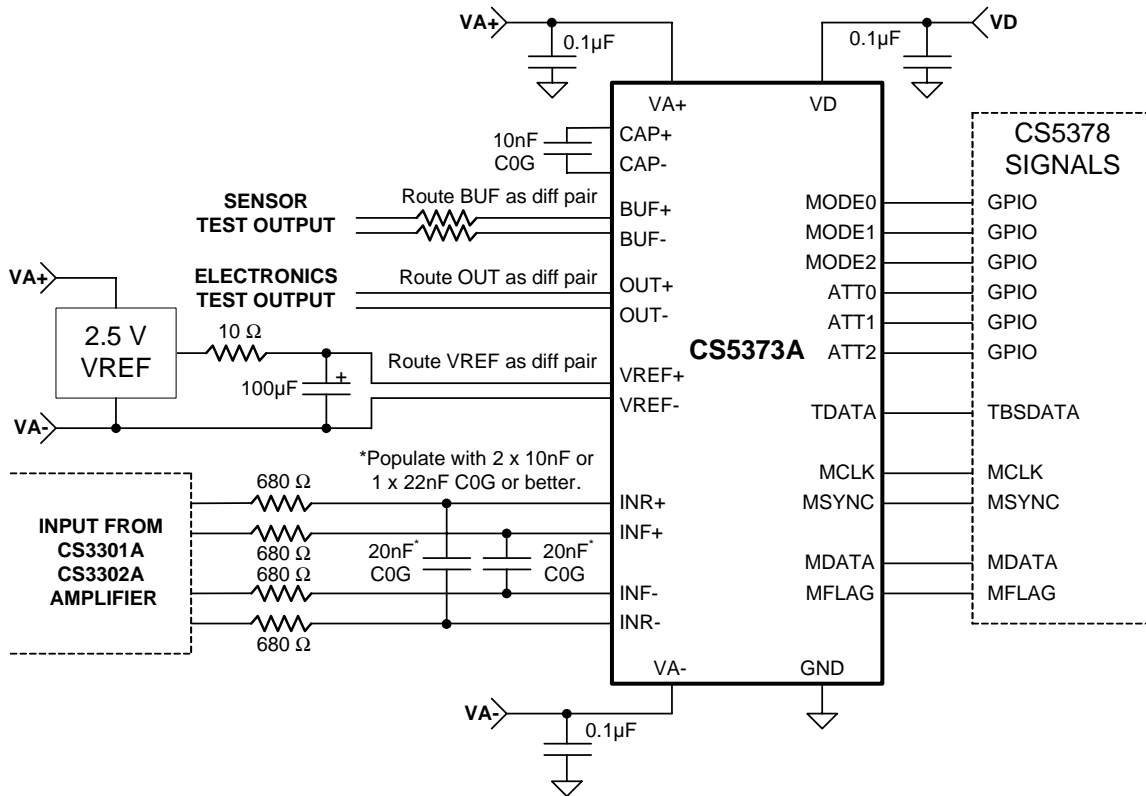 VA+
0.1µF
0.1µF
VD
VA+
VD
CAP+
CAP-
10nF
C0G
SENSOR
TEST OUTPUT
Route BUF as diff pair
BUF+
BUF-
ELECTRONICS
TEST OUTPUT
Route OUT as diff pair
OUT+
OUT-
VA+
2.5 V
VREF
10 Ω
100µF
+
Route VREF as diff pair
VREF+
VREF-
VA-
*Populate with 2 x 10nF or
1 x 22nF C0G or better.
INPUT FROM
CS3301A
CS3302A
AMPLIFIER
680 Ω
680 Ω
680 Ω
680 Ω
20nF*
C0G
20nF*
C0G
INR+
INF+
INF-
INR-
CS5373A
MODE0
MODE1
MODE2
ATT0
ATT1
ATT2
TDATA
MCLK
MSYNC
MDATA
MFLAG
CS5378
SIGNALS
GPIO
GPIO
GPIO
GPIO
GPIO
GPIO
TBSDATA
MCLK
MSYNC
MDATA
MFLAG
VA-
GND
VA-
0.1µF